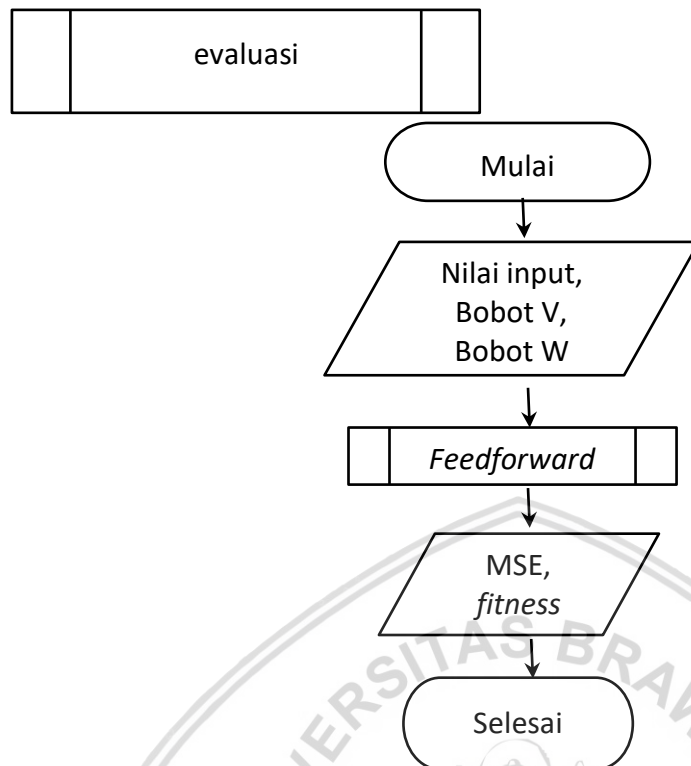 evaluasi
Mulai
Nilai input,
Bobot V,
Bobot W
Feedforward
MSE,
fitness
Selesai